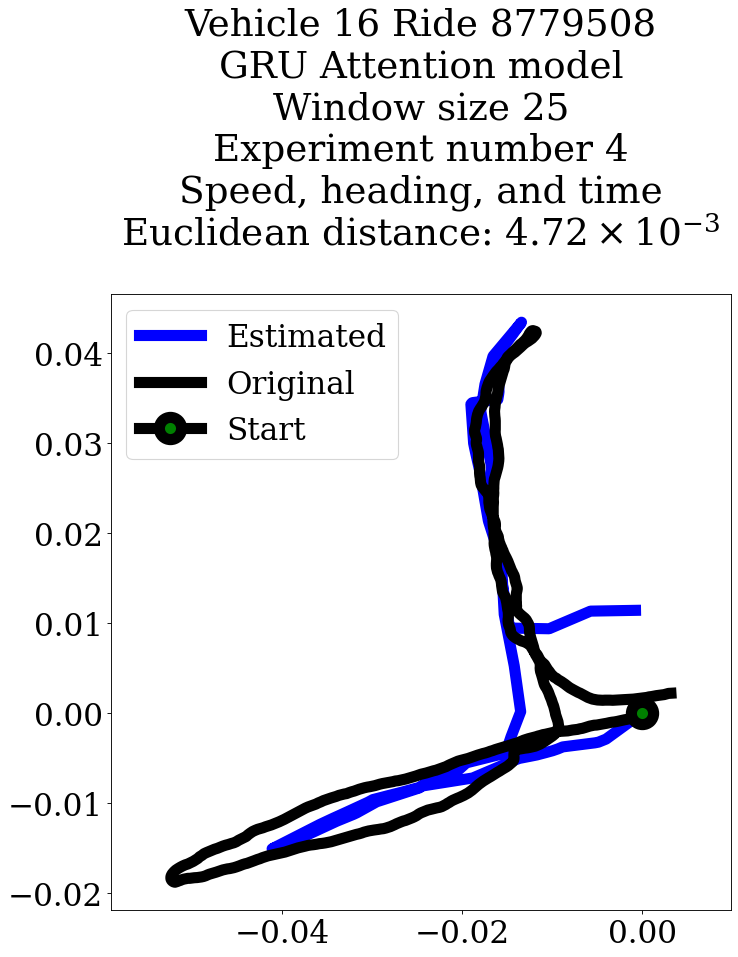 Vehicle 16 Ride 8779508
GRU Attention model
Window size 25
Experiment number 4
Speed, heading, and time
Euclidean distance: 4.72 × 10⁻³
Estimated
Original
Start
0.04
0.03
0.02
0.01
0.00
−0.01
−0.02
−0.04 −0.02 0.00